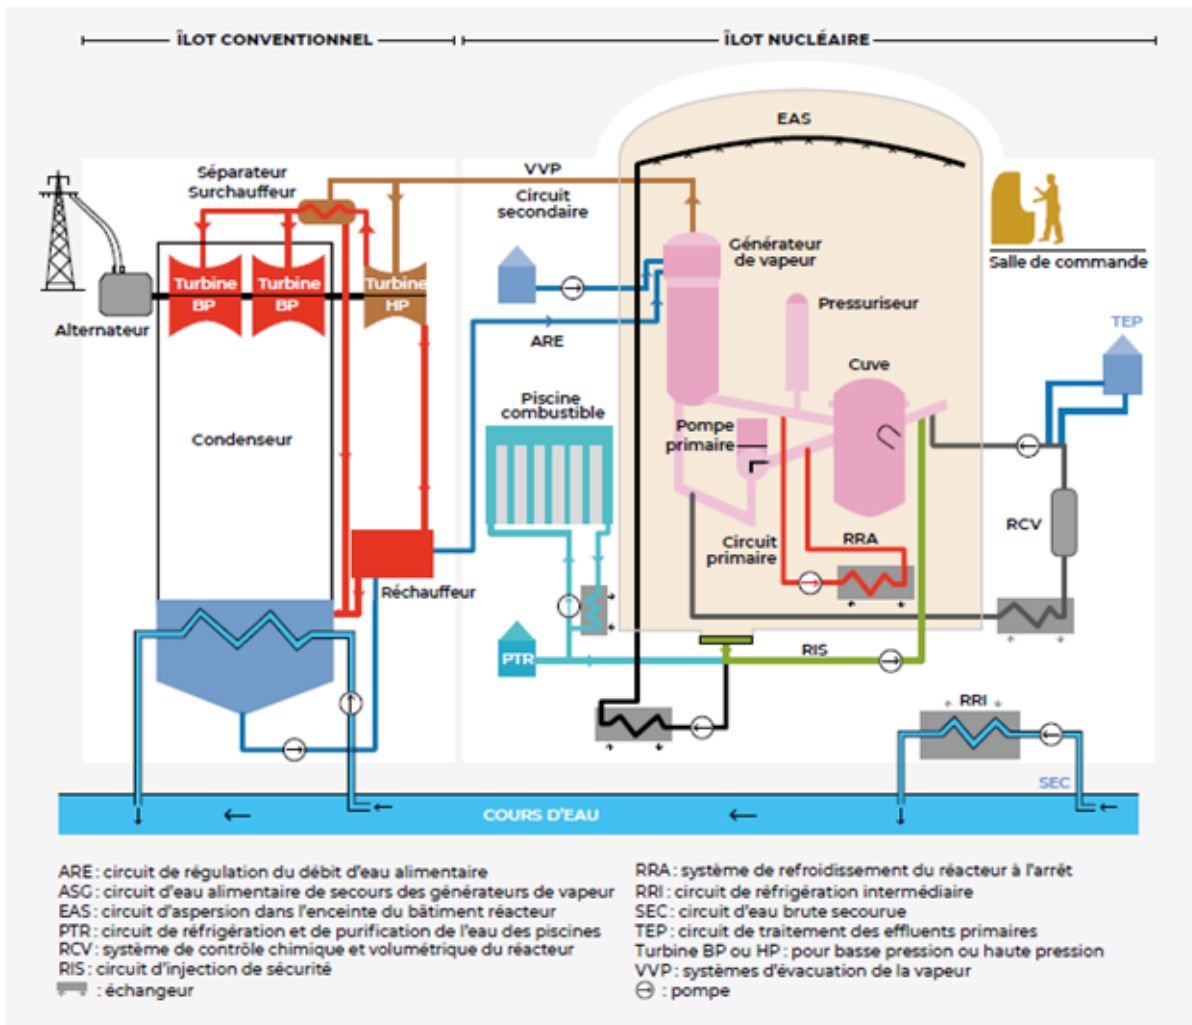 ÎLOT CONVENTIONNEL
ÎLOT NUCLÉAIRE
EAS
Séparateur
Surchauffeur
VVP
Circuit
secondaire
Générateur
de vapeur
Salle de commande
Turbine
BP
Turbine
BP
Turbine
HP
Pressuriseur
Alternateur
ARE
TEP
Cuve
Piscine
combustible
Condenseur
Pompe
primaire
RCV
Circuit
primaire
RRA
Réchauffeur
PTR
RIS
RRI
SEC
COURS D'EAU
ARE : circuit de régulation du débit d'eau alimentaire
ASG : circuit d'eau alimentaire de secours des générateurs de vapeur
EAS : circuit d'aspersion dans l'enceinte du bâtiment réacteur
PTR : circuit de réfrigération et de purification de l'eau des piscines
RCV : système de contrôle chimique et volumétrique du réacteur
RIS : circuit d'injection de sécurité
: échangeur
RRA : système de refroidissement du réacteur à l'arrêt
RRI : circuit de réfrigération intermédiaire
SEC : circuit d'eau brute secourue
TEP : circuit de traitement des effluents primaires
Turbine BP ou HP : pour basse pression ou haute pression
VVP : systèmes d'évacuation de la vapeur
: pompe